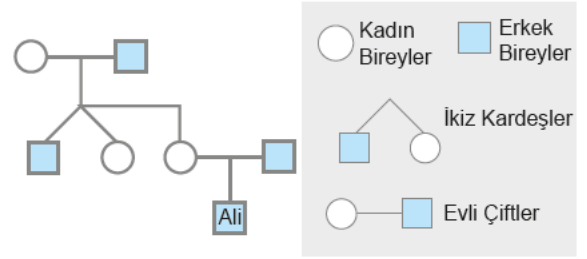 Kadın
Bireyler
Erkek
Bireyler
İkiz Kardeşler
Evli Çiftler
Ali